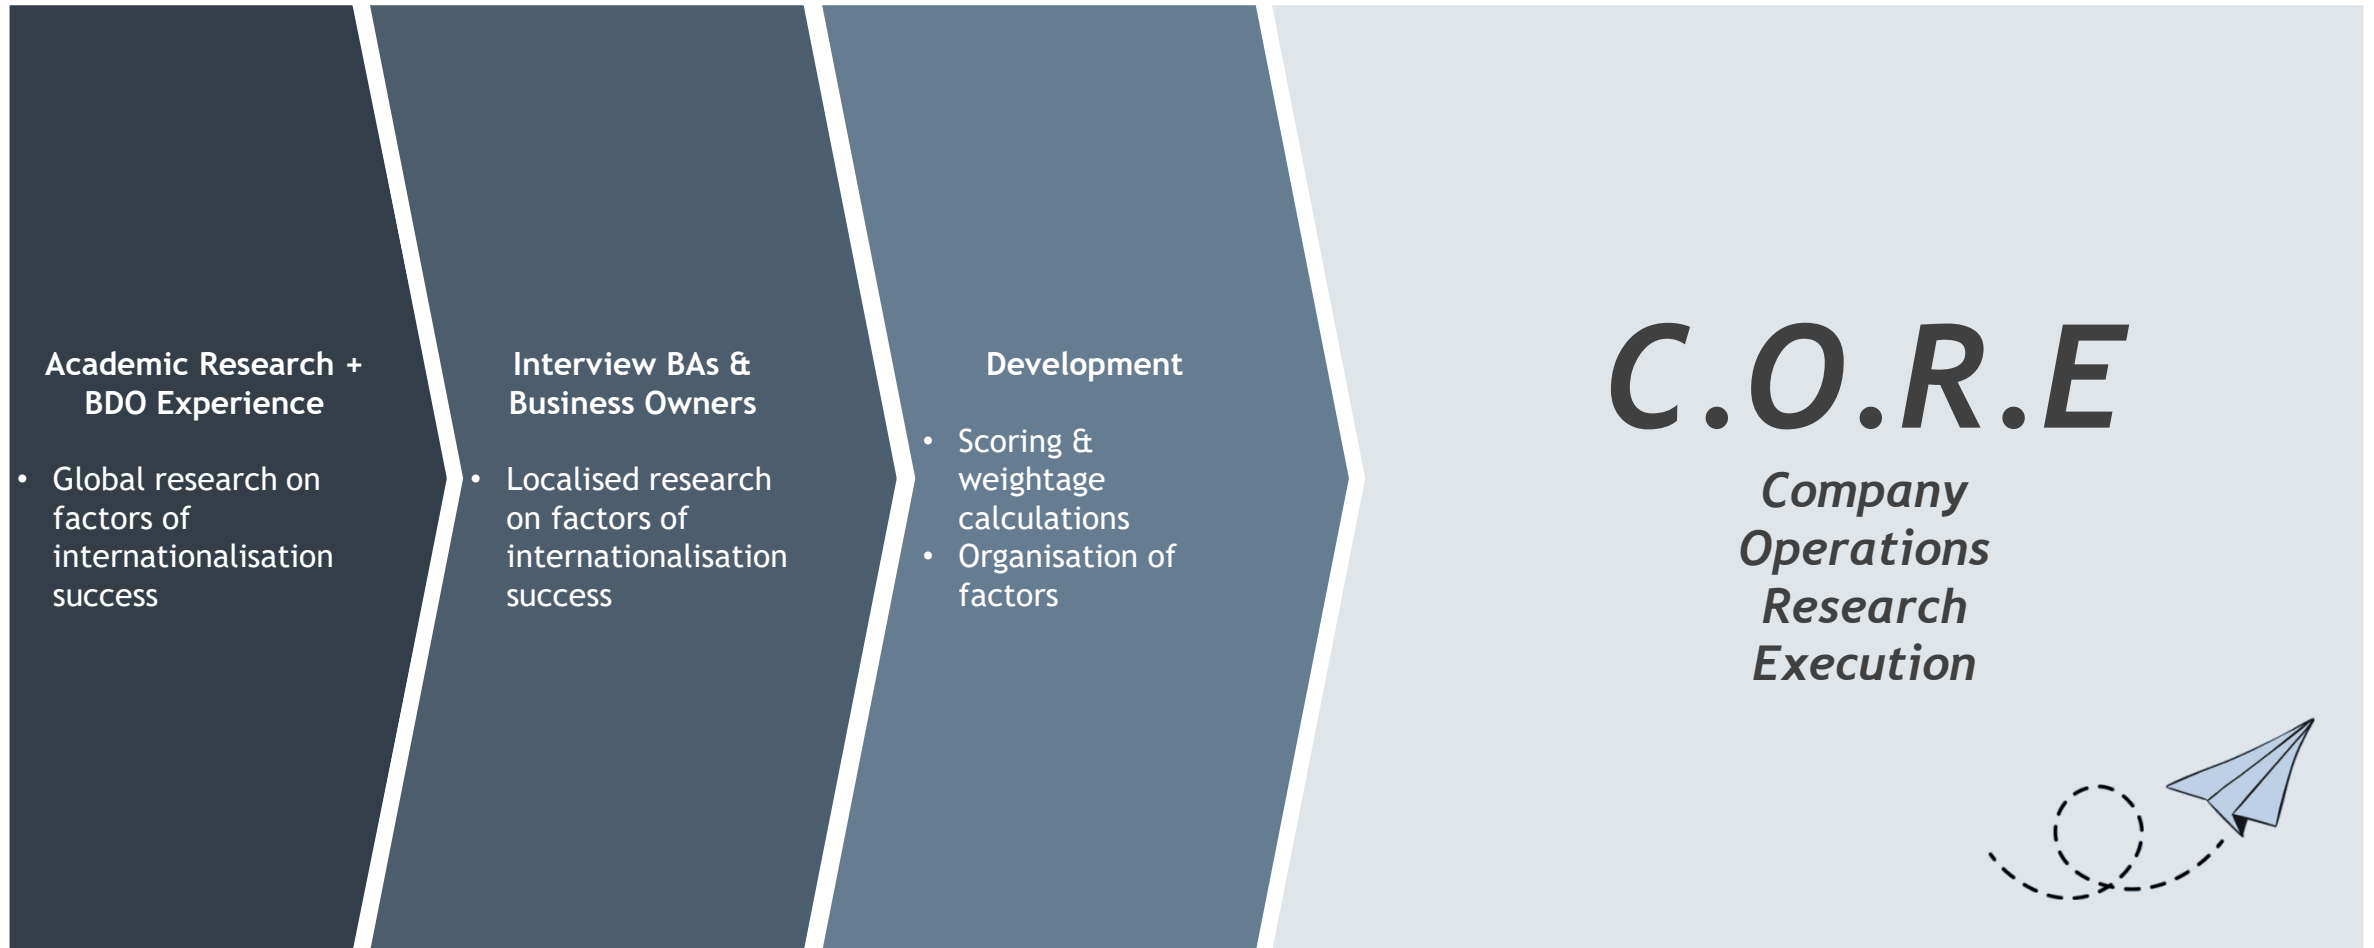 Academic Research +
BDO Experience
• Global research on
factors of
internationalisation
success
Interview BAs &
Business Owners
• Localised research
on factors of
internationalisation
success
Development
• Scoring &
weightage
calculations
• Organisation of
factors
C.O.R.E
Company
Operations
Research
Execution